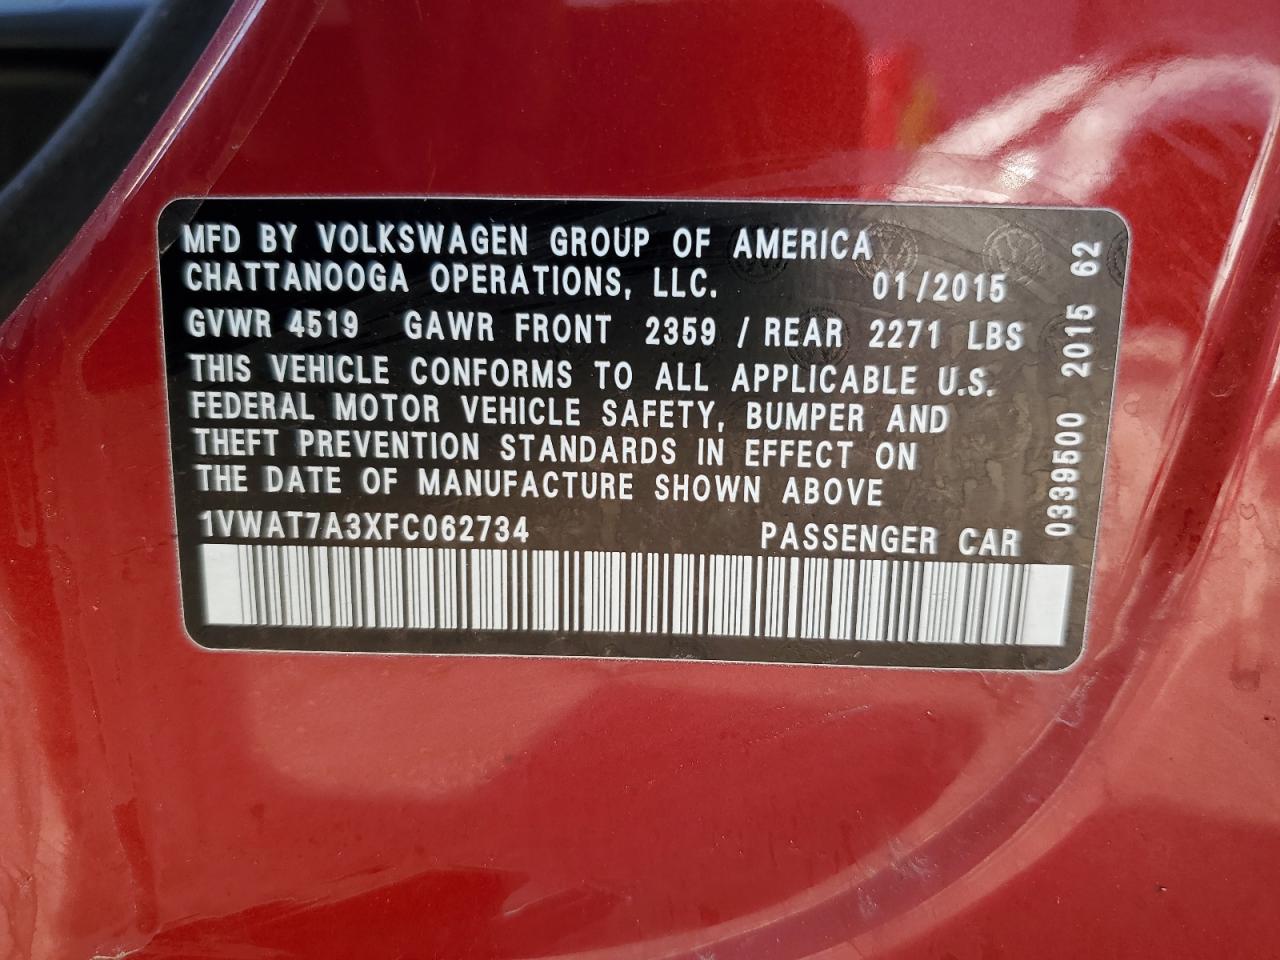 MFD BY VOLKSWAGEN GROUP OF AMERICA
CHATTANOOGA OPERATIONS, LLC. 01/2015
GVWR 4519 GAWR FRONT 2359 / REAR 2271 LBS
THIS VEHICLE CONFORMS TO ALL APPLICABLE U.S.
FEDERAL MOTOR VEHICLE SAFETY, BUMPER AND
THEFT PREVENTION STANDARDS IN EFFECT ON
THE DATE OF MANUFACTURE SHOWN ABOVE
1VWAT7A3XFC062734 PASSENGER CAR
0339500 2015 62